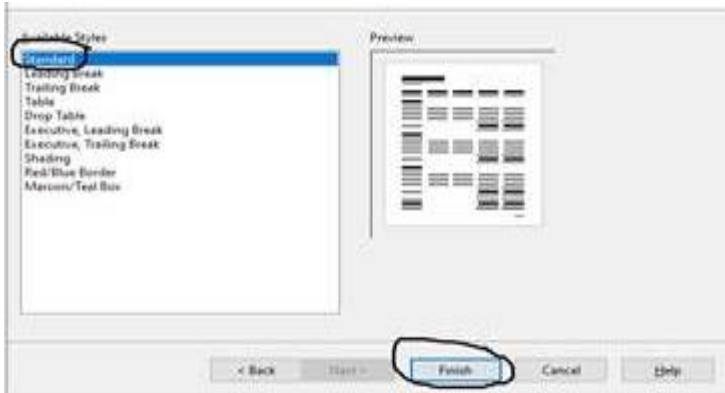 Available Styles
Preview
Standard
Leading Break
Trailing Break
Table
Drop Table
Executive, Leading Break
Executive, Trailing Break
Shading
Red/Blue Border
Maroon/Teal Box
< Back
Next >
Finish
Cancel
Help